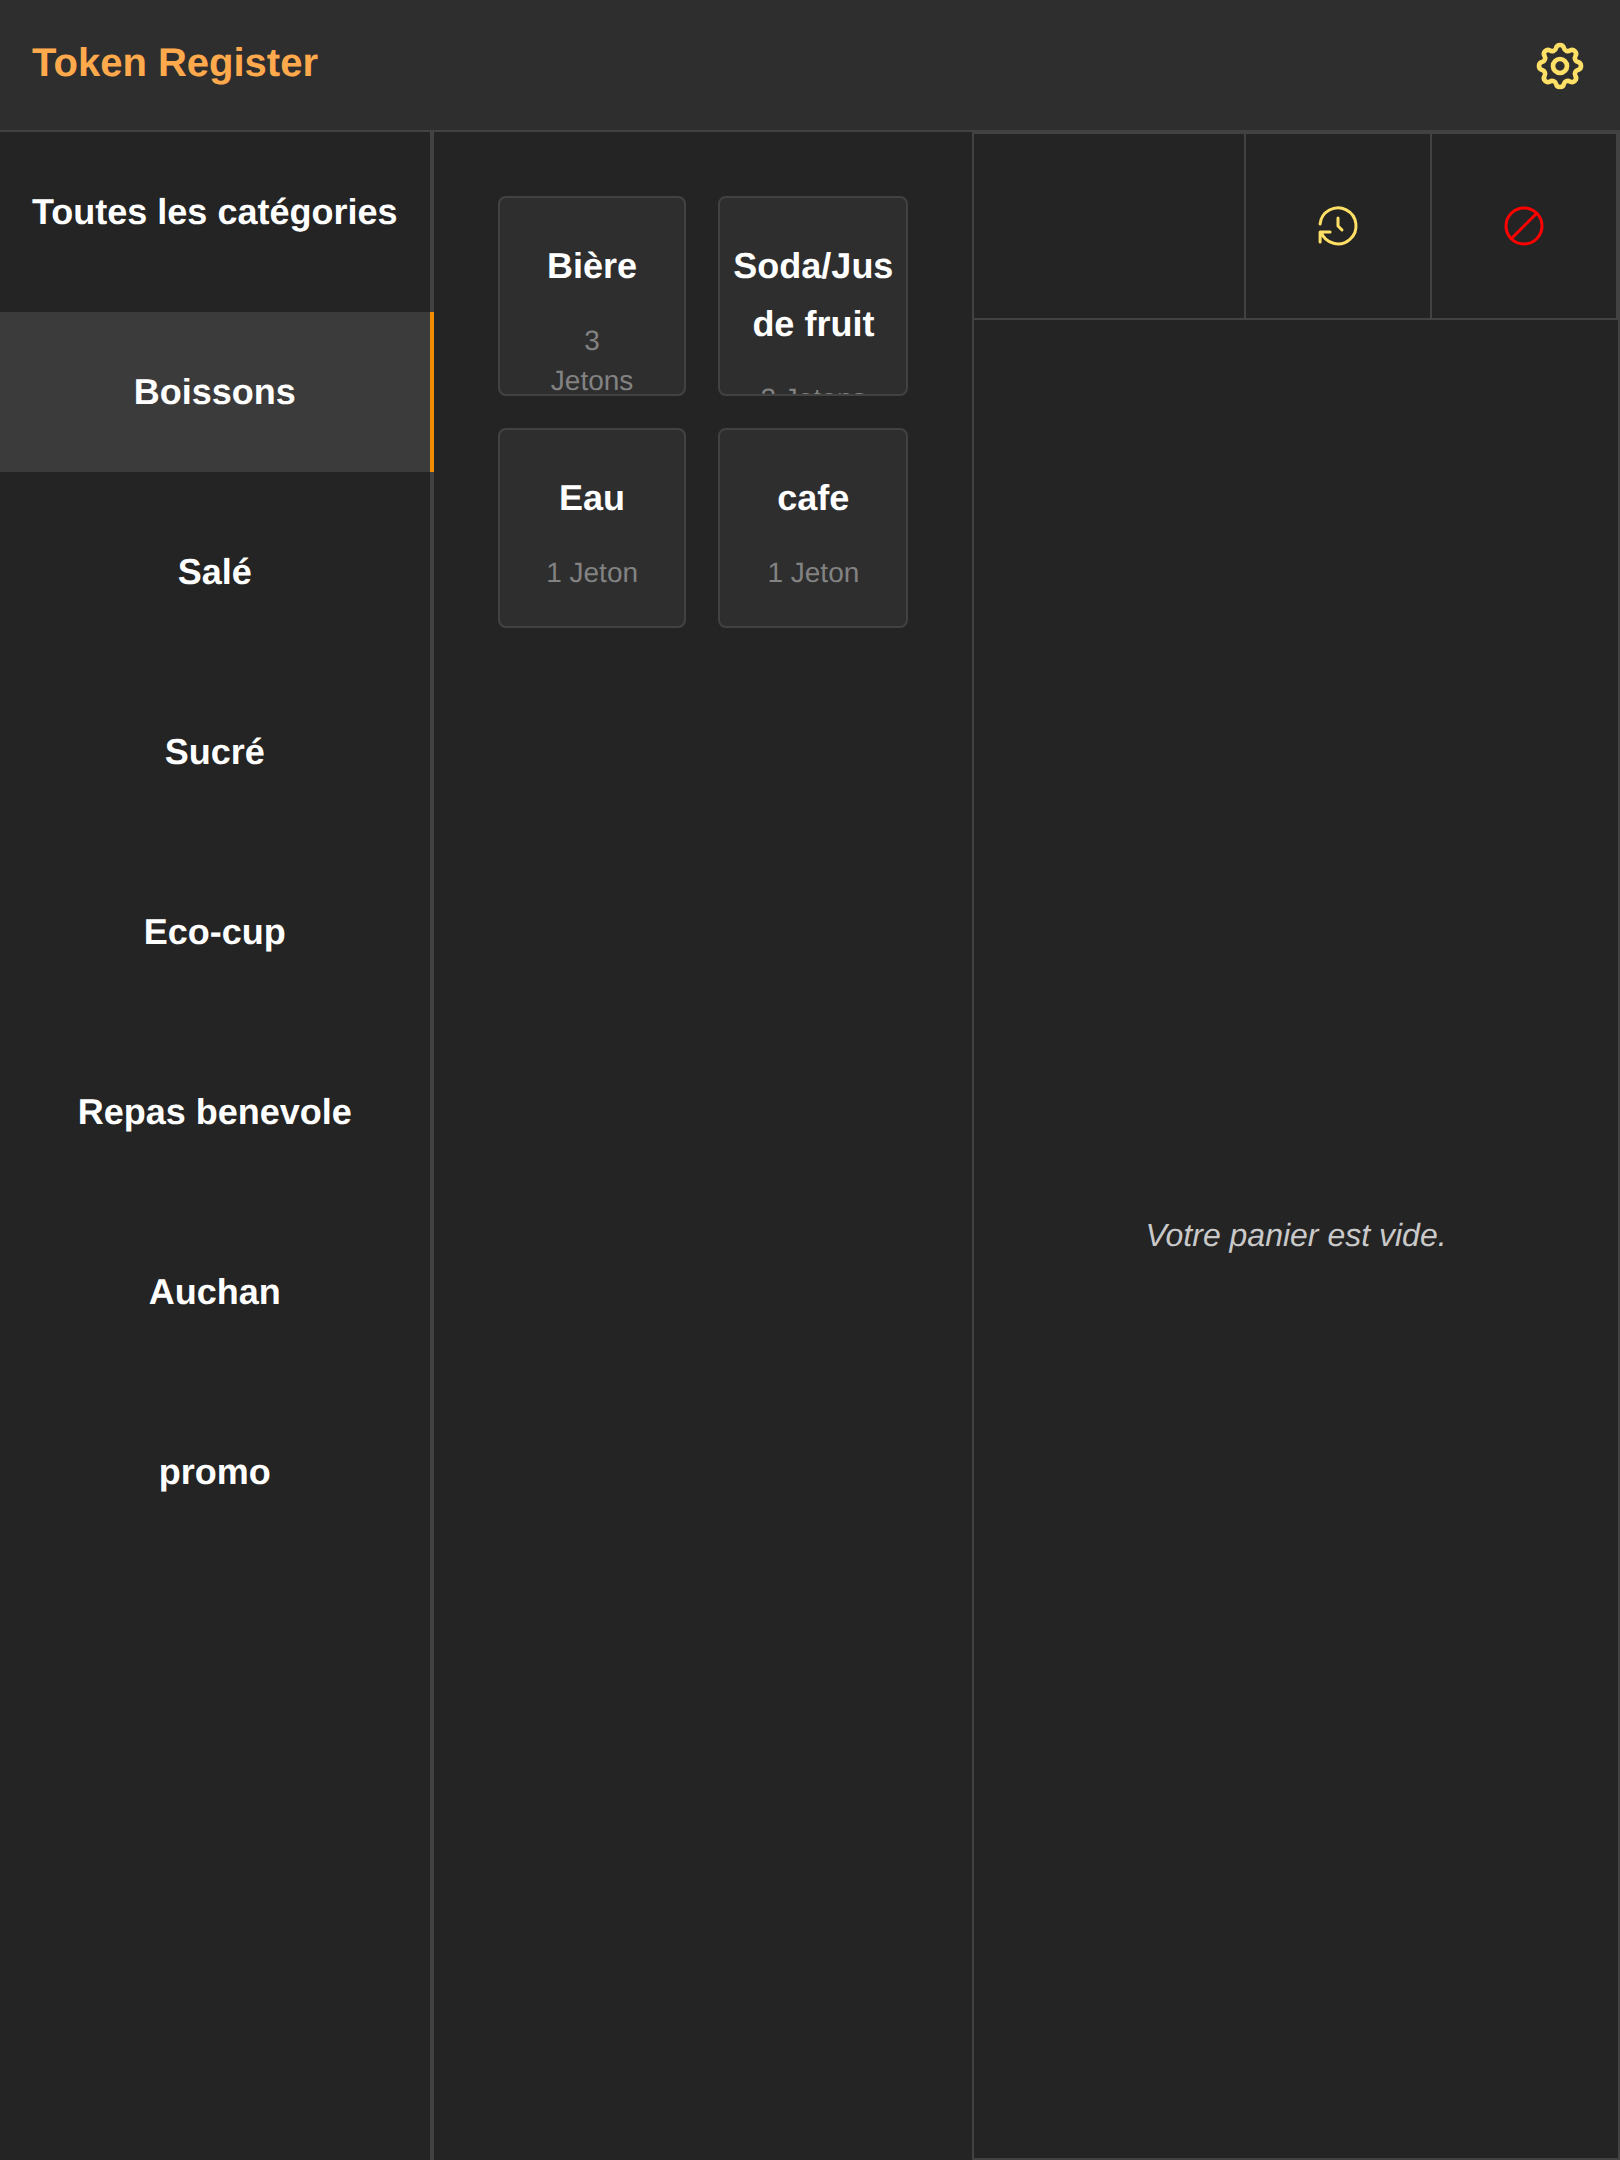 Token Register
Toutes les catégories
Boissons
Salé
Sucré
Eco-cup
Repas benevole
Auchan
promo
Bière
3
Jetons
Soda/Jus
de fruit
Jetons
Eau
1 Jeton
cafe
1 Jeton
Votre panier est vide.